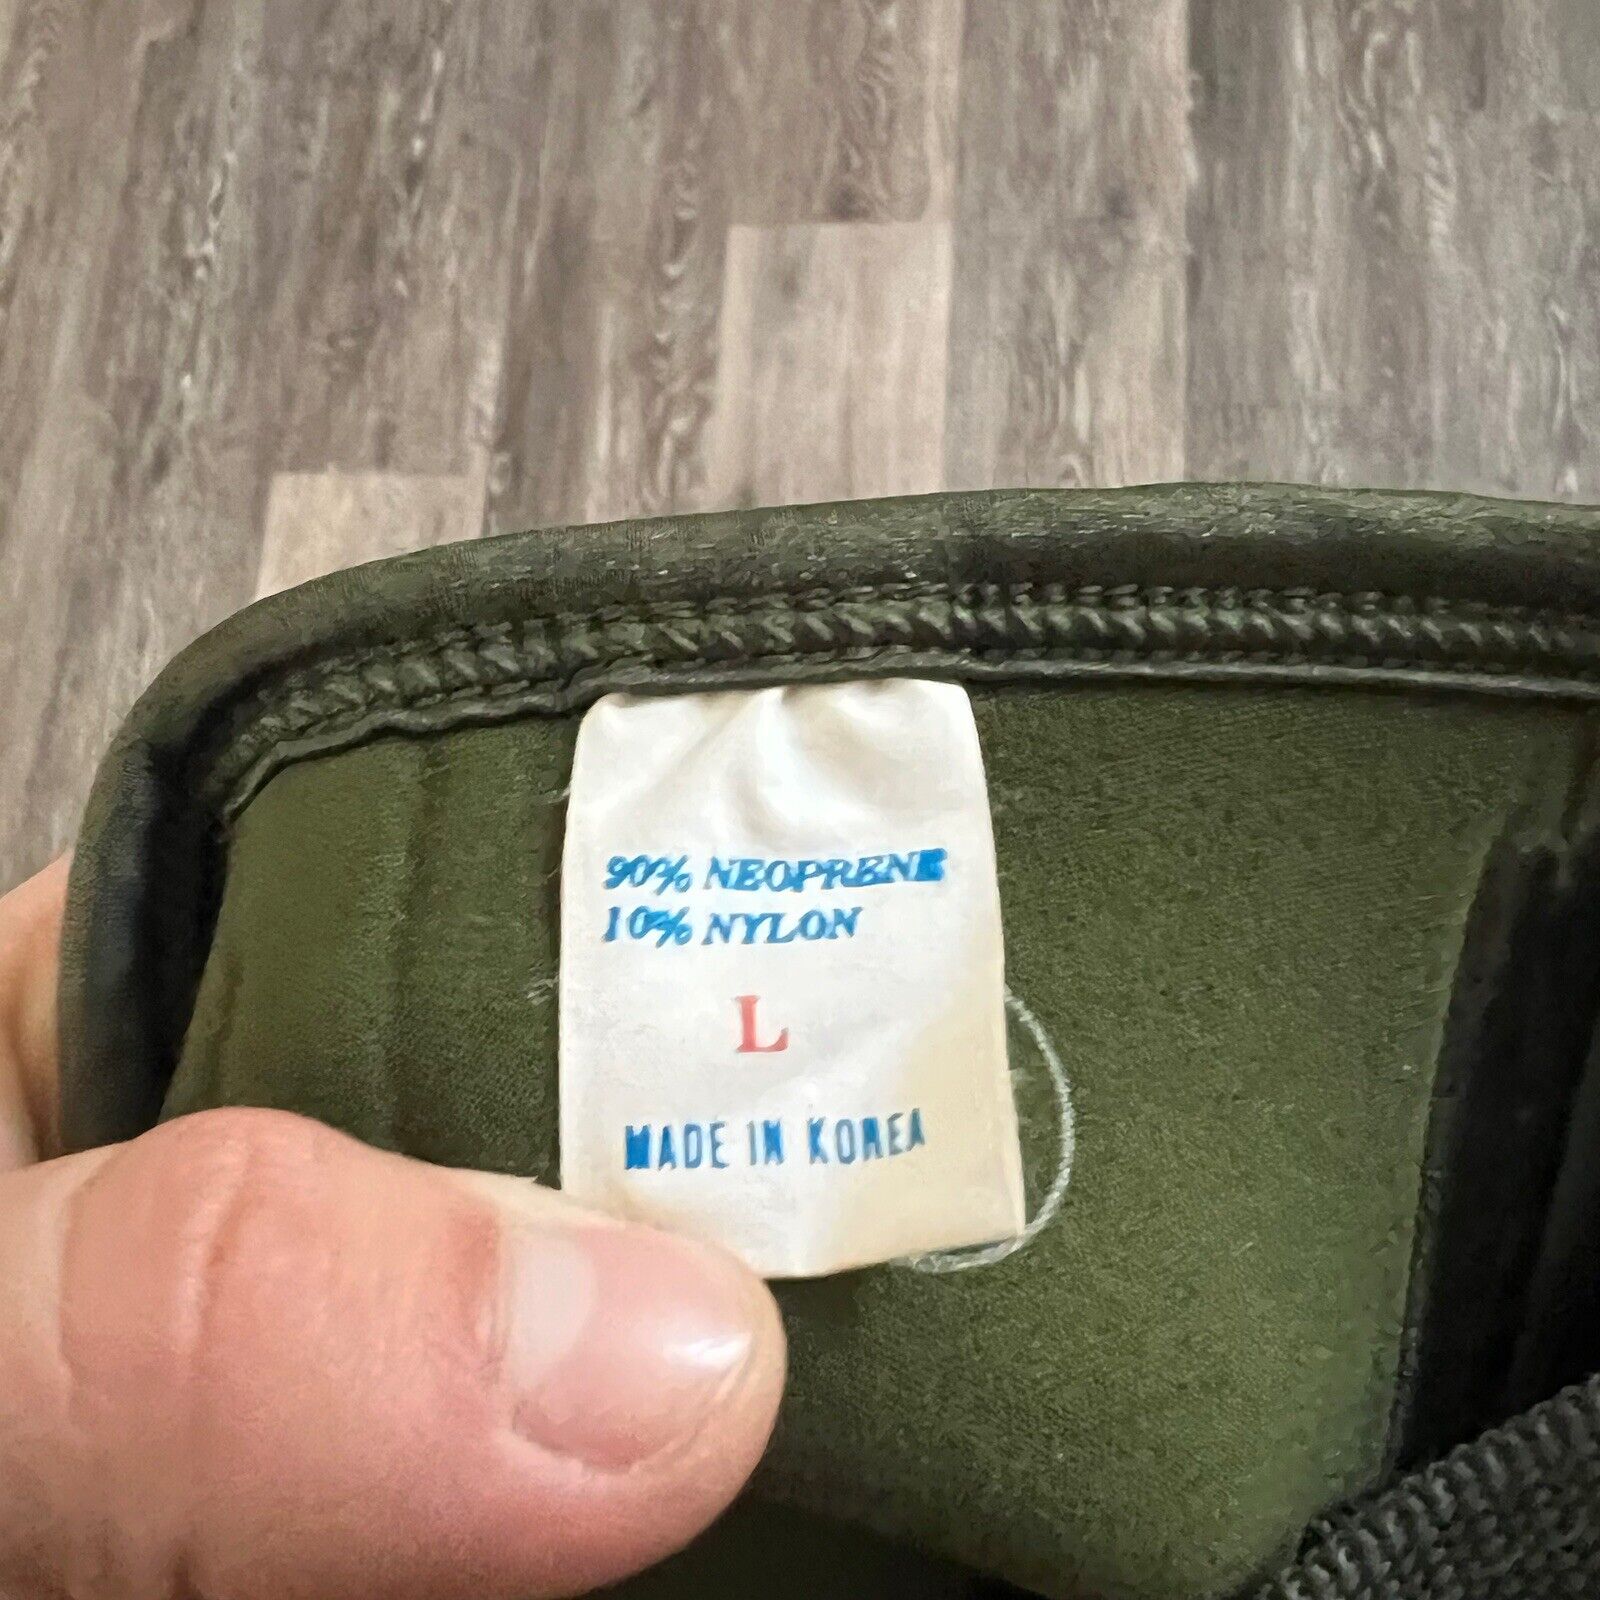 90% NEOPRENE
10% NYLON
L
MADE IN KOREA